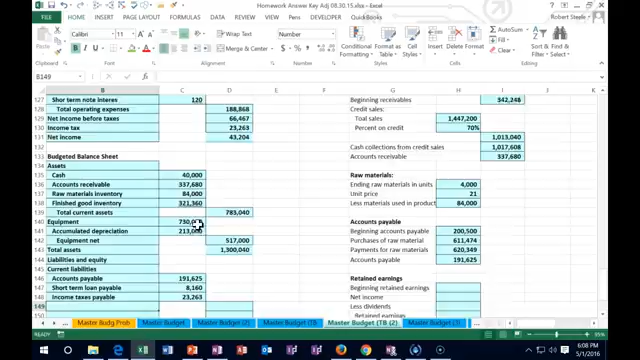 Homework Answer Key Adj 08.30.15.xlsx - Excel
Robert Steele
FILE HOME INSERT PAGE LAYOUT FORMULAS DATA REVIEW VIEW Pens DEVELOPER QuickBooks
Calibri 11 Wrap Text Number AutoSum
Merge & Center Conditional Formatting Format as Table Cell Styles Insert Delete Format Sort & Filter Find & Select
Clipboard Font Alignment Number Styles Cells Editing
B149
B C D F G H I
127 Short term note interes 120 Beginning receivables 342,248
128 Total operating expenses 188,868 Credit sales:
129 Net income before taxes 66,467 Total sales 1,447,200
130 Income tax 23,263 Percent on credit 70%
131 Net income 43,204 1,013,040
132 Cash collections from credit sales 1,017,608
133 Budgeted Balance Sheet Accounts receivable 337,680
134 Assets
135 Cash 40,000 Raw materials:
136 Accounts receivable 337,680 Ending raw materials in units 4,000
137 Raw materials inventory 84,000 Unit price 21
138 Finished good inventory 321,360 Less materials used in product 84,000
139 Total current assets 783,040
140 Equipment Accounts payable
141 Accumulated depreciation Beginning accounts payable 200,500
142 Equipment net 517,000 Purchases of raw material 611,474
143 Total assets 1,300,040 Payments for raw materials 620,349
144 Liabilities and equity Accounts payable 191,625
145 Current liabilities
146 Accounts payable 191,625 Retained earnings
147 Short term loan payable 8,160 Beginning retained earnings
148 Income taxes payable 23,263 Net income
149 Less dividends
Retained earnings
Master Budg Prob Master Budget Master Budget (2) Master Budget (TB Master Budget (TB (2) Master Budget (3)
READY
6:08 PM
5/1/2016